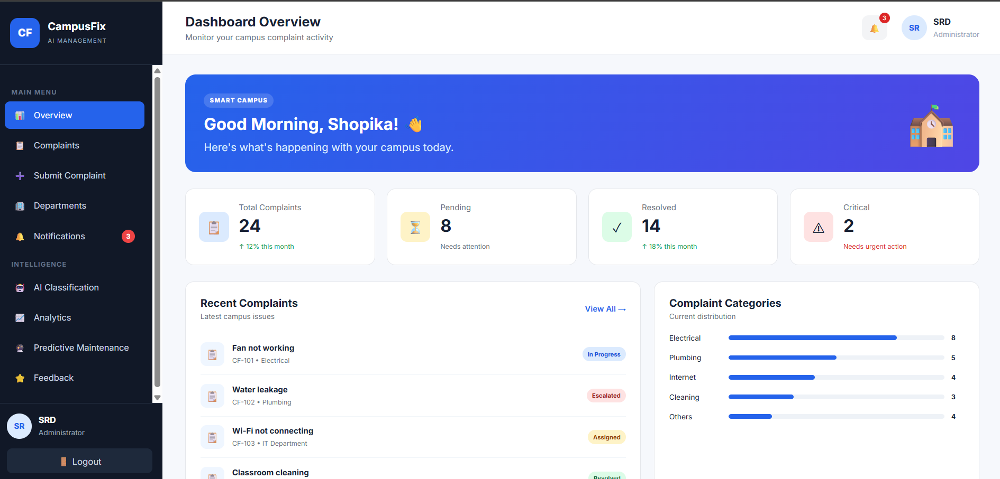 CF
CampusFix
AI MANAGEMENT
MAIN MENU
Overview
Complaints
Submit Complaint
Departments
Notifications
3
INTELLIGENCE
AI Classification
Analytics
Predictive Maintenance
Feedback
SR
SRD
Administrator
Logout
Dashboard Overview
Monitor your campus complaint activity
3
SR
SRD
Administrator
SMART CAMPUS
Good Morning, Shopika!
Here's what's happening with your campus today.
Total Complaints
24
↑ 12% this month
Pending
8
Needs attention
Resolved
14
↑ 18% this month
Critical
2
Needs urgent action
Recent Complaints
Latest campus issues
View All →
Fan not working
CF-101 • Electrical
In Progress
Water leakage
CF-102 • Plumbing
Escalated
Wi-Fi not connecting
CF-103 • IT Department
Assigned
Classroom cleaning
Resolved
Complaint Categories
Current distribution
Electrical 8
Plumbing 5
Internet 4
Cleaning 3
Others 4